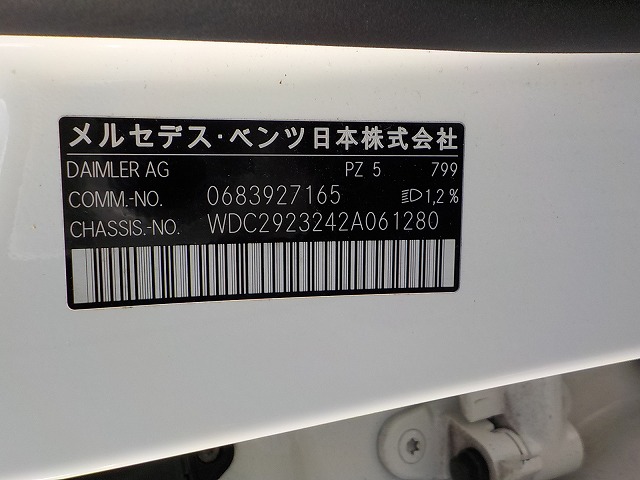 メルセデス・ベンツ日本株式会社
DAIMLER AG PZ 5 799
COMM.-NO. 0683927165 1,2%
CHASSIS.-NO. WDC2923242A061280